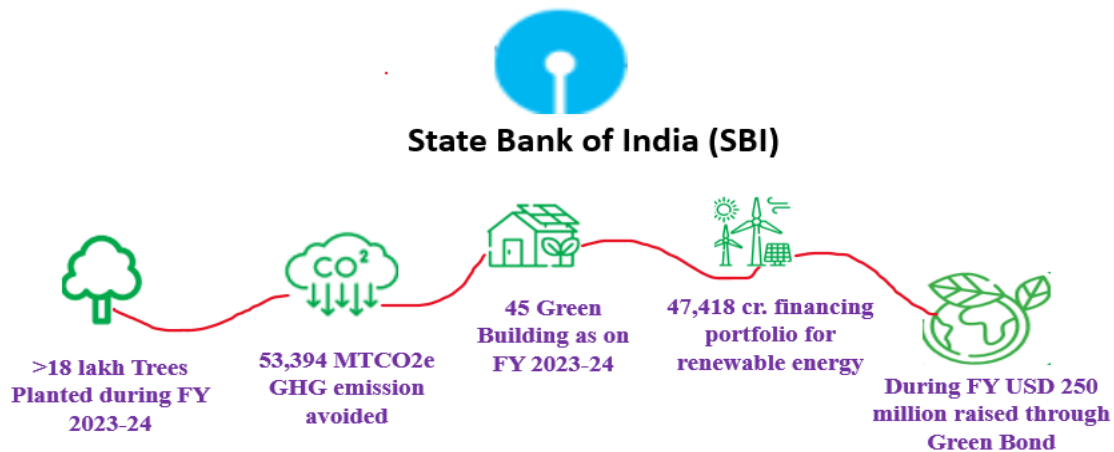 State Bank of India (SBI)
>18 lakh Trees
Planted during FY
2023-24
CO²
53,394 MTCO2e
GHG emission
avoided
45 Green
Building as on
FY 2023-24
47,418 cr. financing
portfolio for
renewable energy
During FY USD 250
million raised through
Green Bond